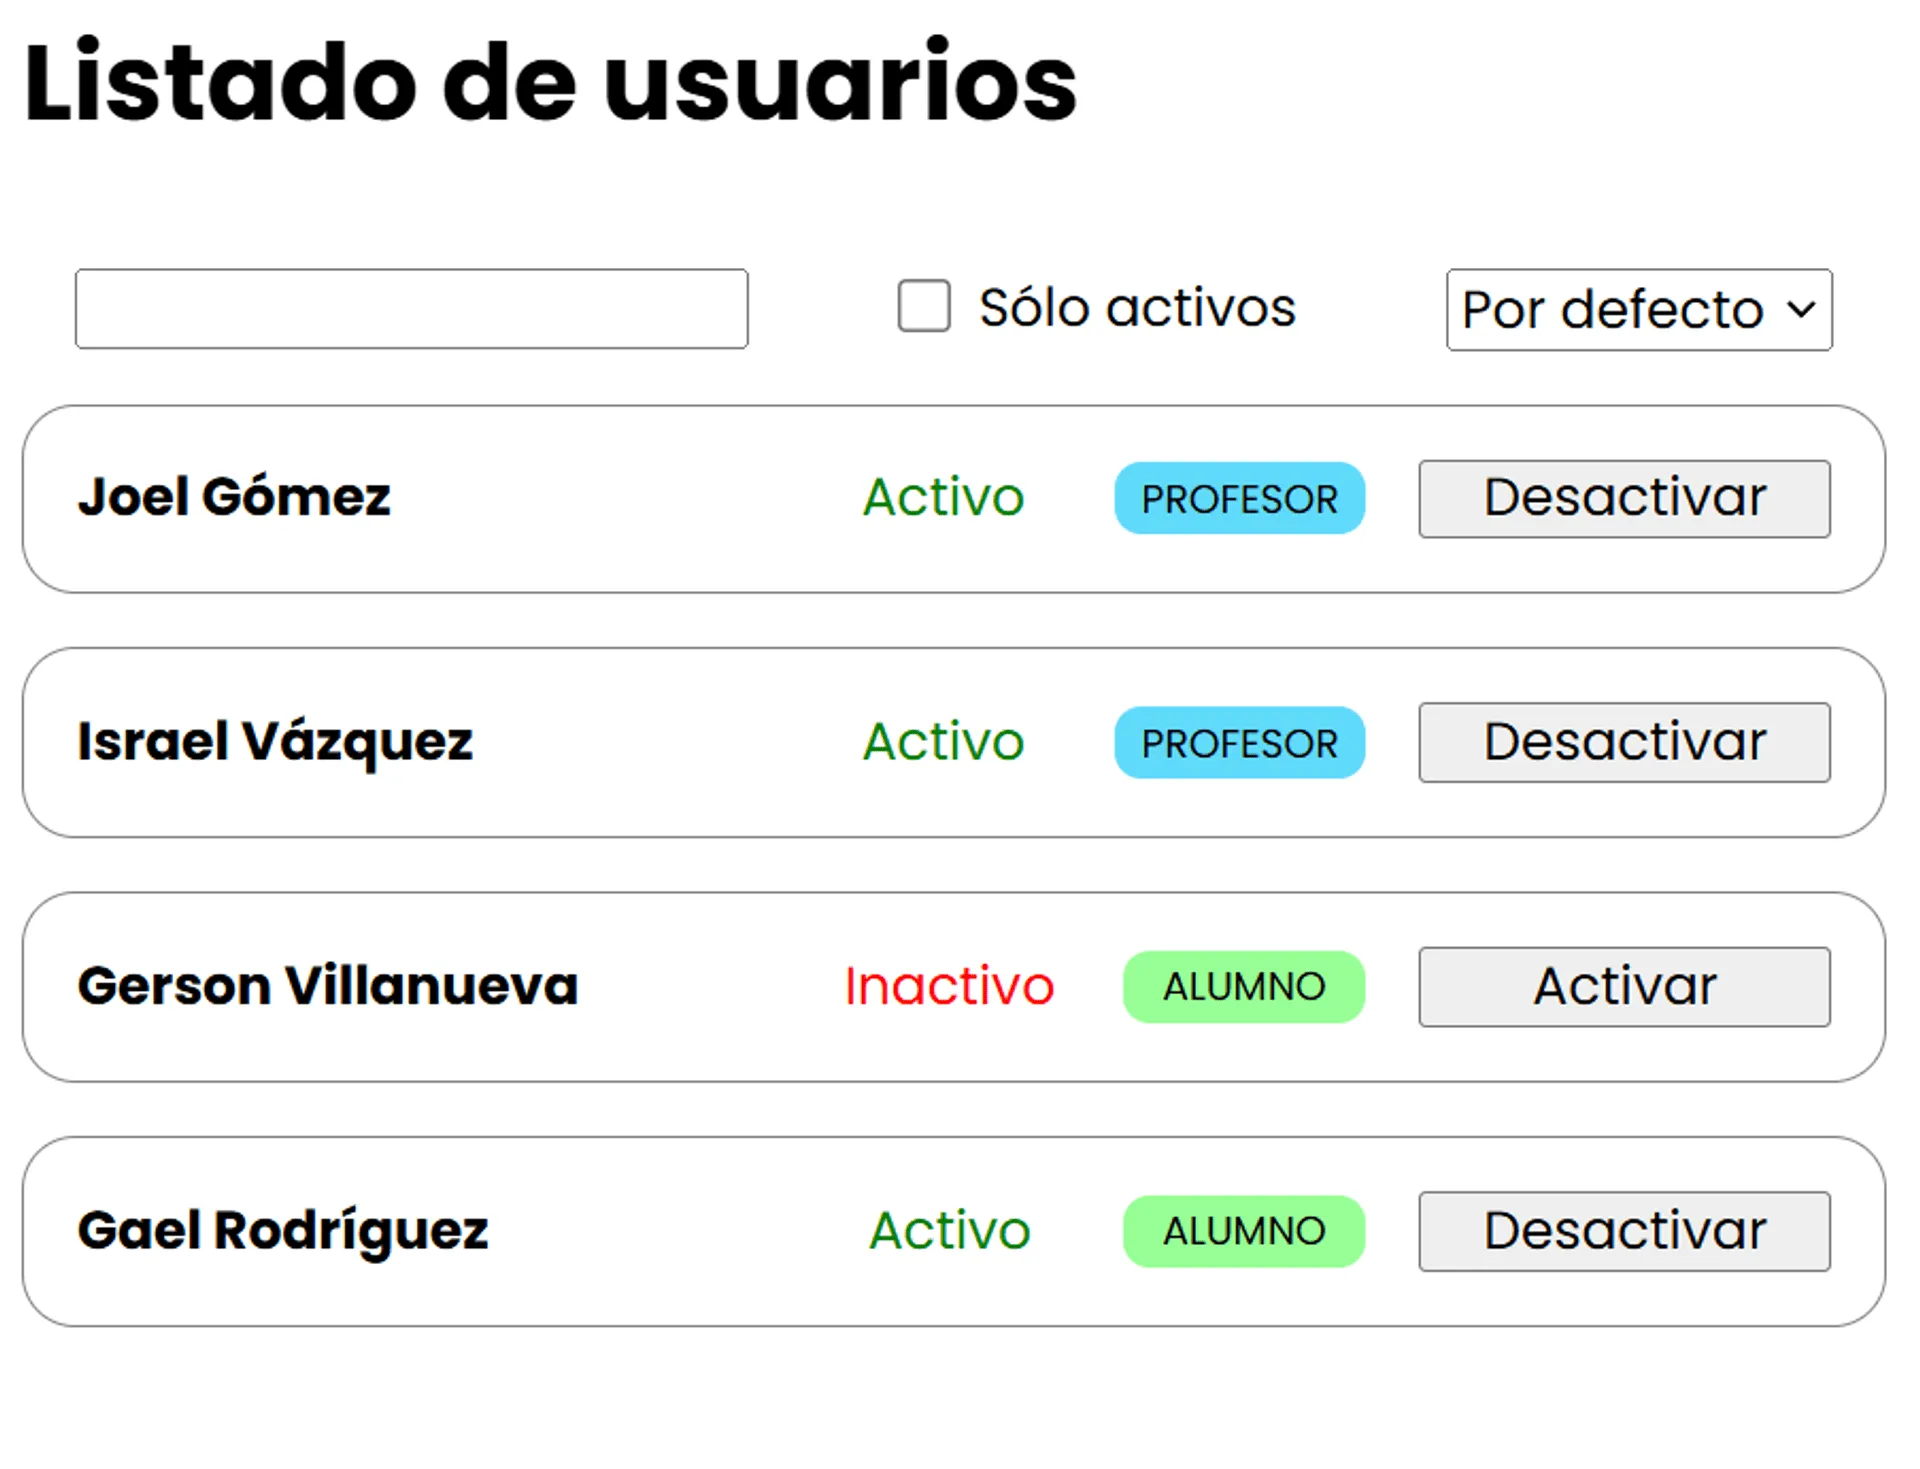 Listado de usuarios
Sólo activos Por defecto
Joel Gómez Activo PROFESOR Desactivar
Israel Vázquez Activo PROFESOR Desactivar
Gerson Villanueva Inactivo ALUMNO Activar
Gael Rodríguez Activo ALUMNO Desactivar